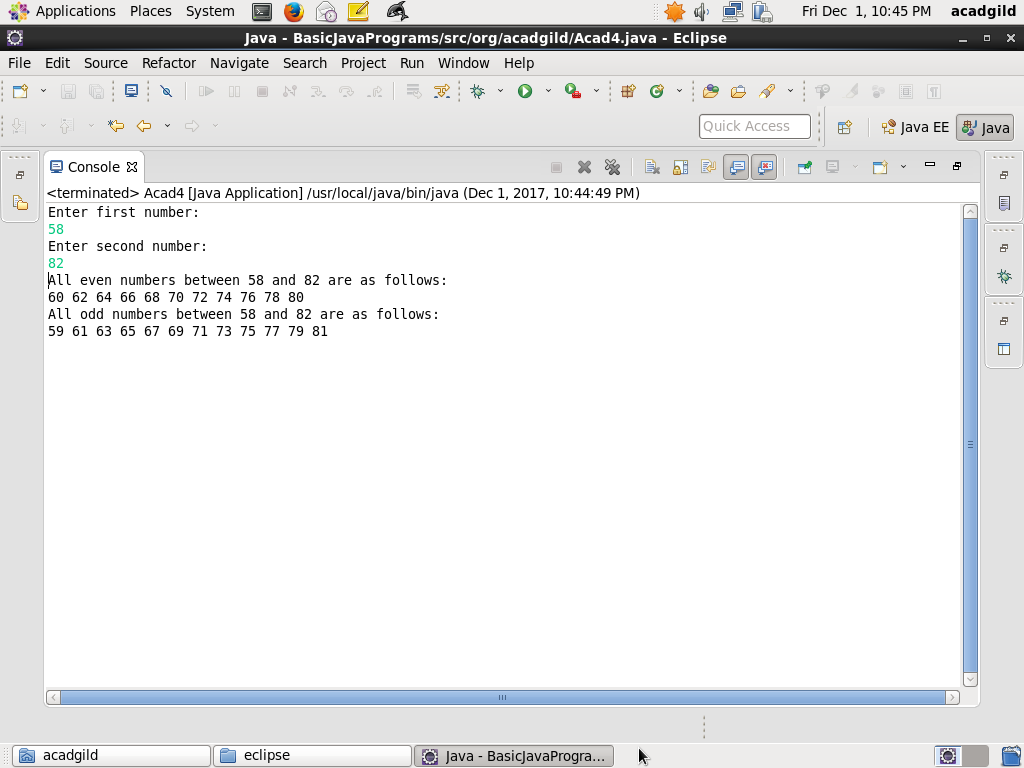 Applications Places System Fri Dec 1, 10:45 PM acadgild
Java - BasicJavaPrograms/src/org/acadgild/Acad4.java - Eclipse
File Edit Source Refactor Navigate Search Project Run Window Help
Quick Access Java EE Java
Console
<terminated> Acad4 [Java Application] /usr/local/java/bin/java (Dec 1, 2017, 10:44:49 PM)
Enter first number:
58
Enter second number:
82
All even numbers between 58 and 82 are as follows:
60 62 64 66 68 70 72 74 76 78 80
All odd numbers between 58 and 82 are as follows:
59 61 63 65 67 69 71 73 75 77 79 81
acadgild eclipse Java - BasicJavaProgra...